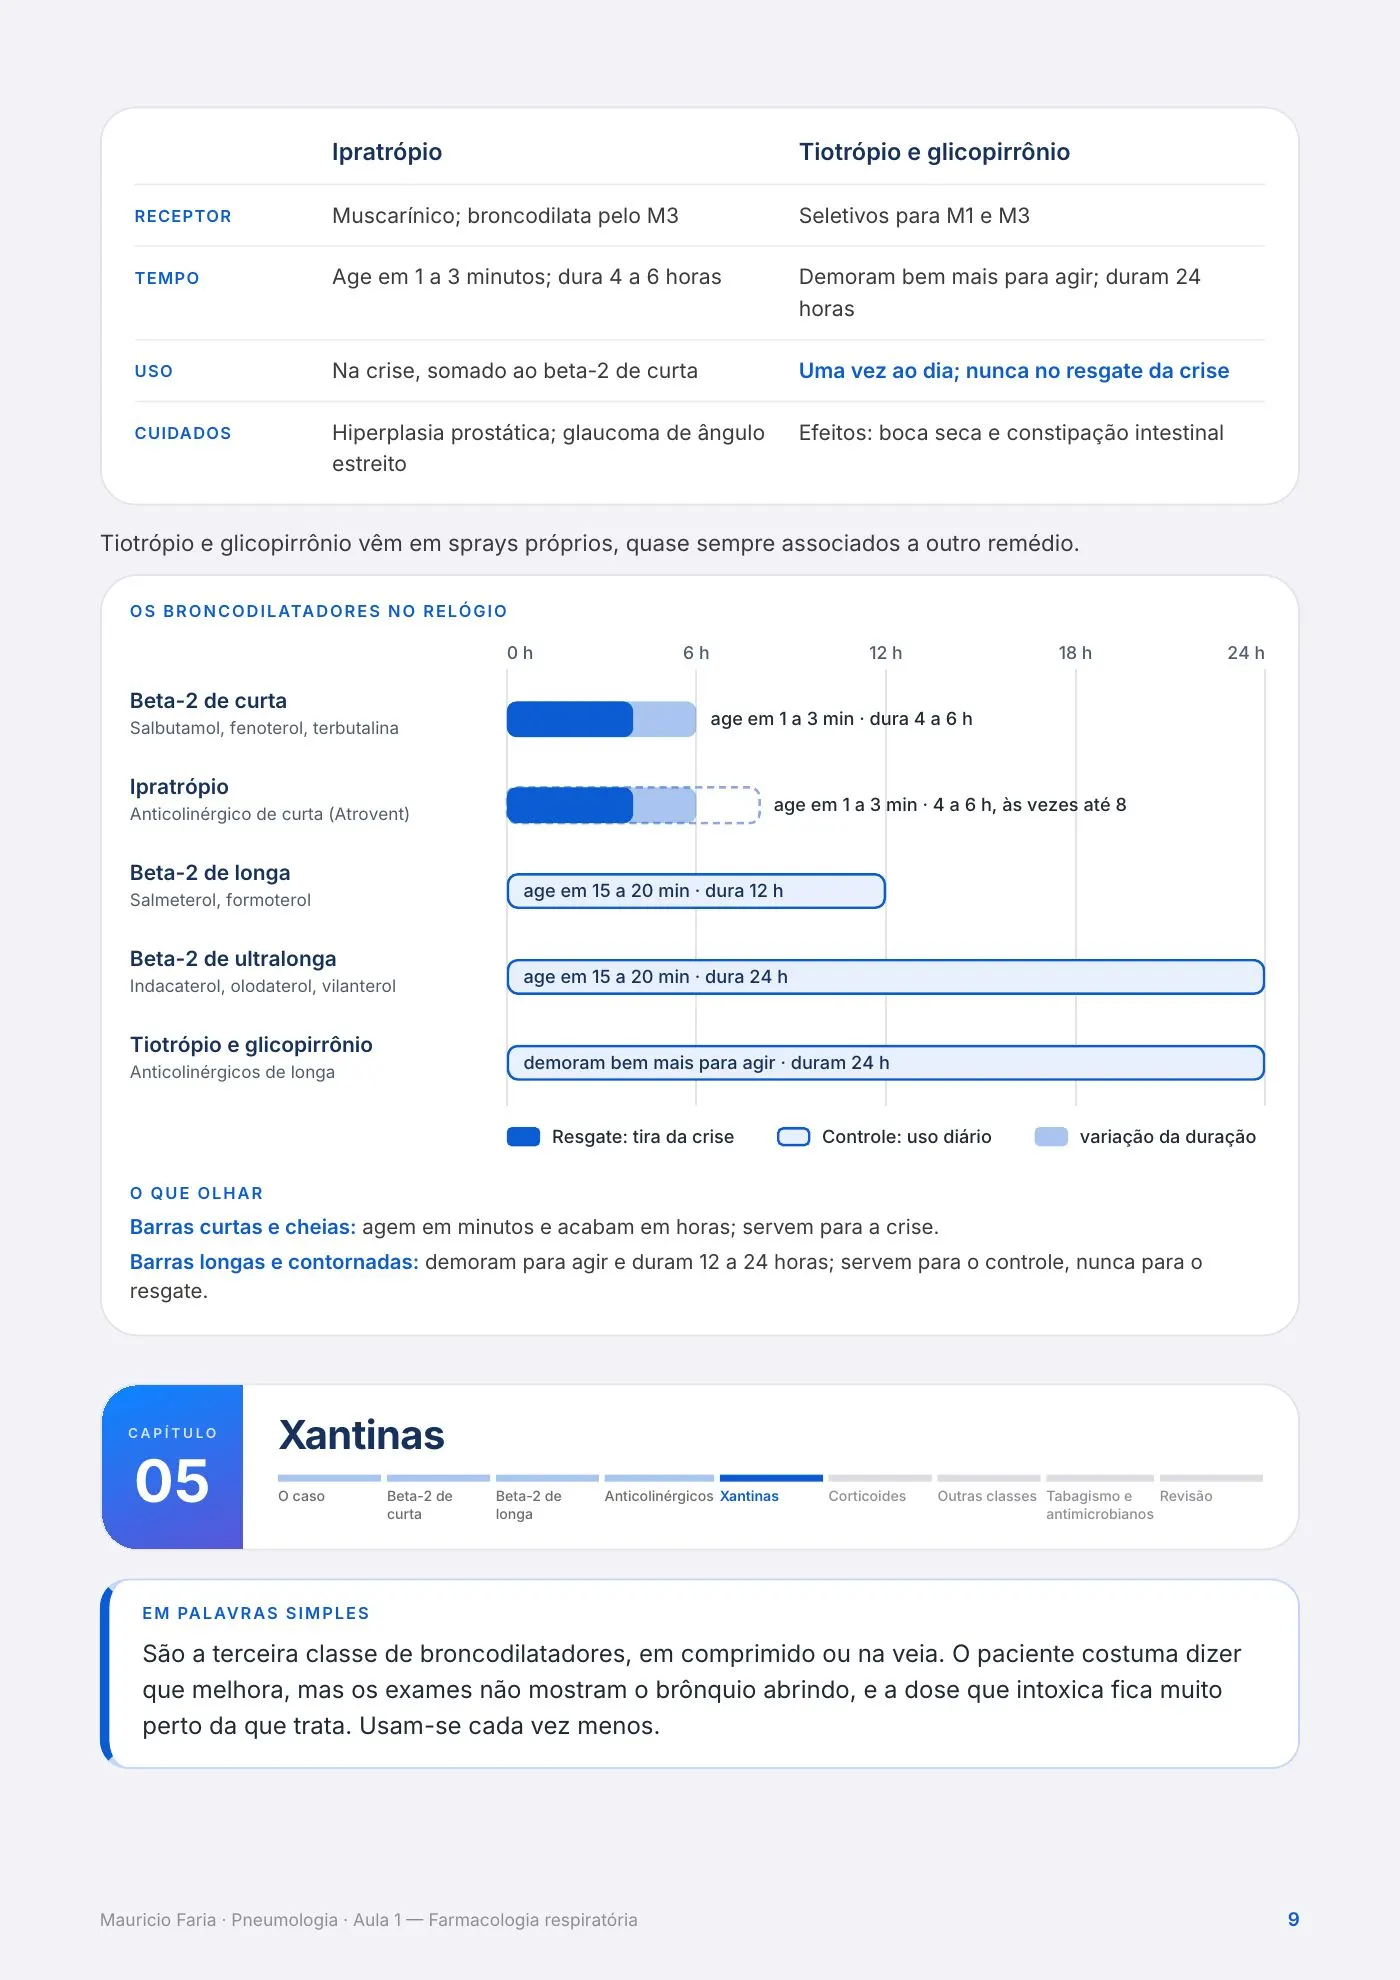 Ipratrópio
Tiotrópio e glicopirrônio
RECEPTOR
Muscarínico; broncodilata pelo M3
Seletivos para M1 e M3
TEMPO
Age em 1 a 3 minutos; dura 4 a 6 horas
Demoram bem mais para agir; duram 24
horas
USO
Na crise, somado ao beta-2 de curta
Uma vez ao dia; nunca no resgate da crise
CUIDADOS
Hiperplasia prostática; glaucoma de ângulo
estreito
Efeitos: boca seca e constipação intestinal
Tiotrópio e glicopirrônio vêm em sprays próprios, quase sempre associados a outro remédio.
OS BRONCODILATADORES NO RELÓGIO
0 h
6 h
12 h
18 h
24 h
Beta-2 de curta
Salbutamol, fenoterol, terbutalina
age em 1 a 3 min · dura 4 a 6 h
Ipratrópio
Anticolinérgico de curta (Atrovent)
age em 1 a 3 min · 4 a 6 h, às vezes até 8
Beta-2 de longa
Salmeterol, formoterol
age em 15 a 20 min · dura 12 h
Beta-2 de ultralonga
Indacaterol, olodaterol, vilanterol
age em 15 a 20 min · dura 24 h
Tiotrópio e glicopirrônio
Anticolinérgicos de longa
demoram bem mais para agir · duram 24 h
Resgate: tira da crise
Controle: uso diário
variação da duração
O QUE OLHAR
Barras curtas e cheias: agem em minutos e acabam em horas; servem para a crise.
Barras longas e contornadas: demoram para agir e duram 12 a 24 horas; servem para o controle, nunca para o
resgate.
CAPÍTULO
05
Xantinas
O caso
Beta-2 de
curta
Beta-2 de
longa
Anticolinérgicos
Xantinas
Corticoides
Outras classes
Tabagismo e
antimicrobianos
Revisão
EM PALAVRAS SIMPLES
São a terceira classe de broncodilatadores, em comprimido ou na veia. O paciente costuma dizer
que melhora, mas os exames não mostram o brônquio abrindo, e a dose que intoxica fica muito
perto da que trata. Usam-se cada vez menos.
Mauricio Faria · Pneumologia · Aula 1 — Farmacologia respiratória
9